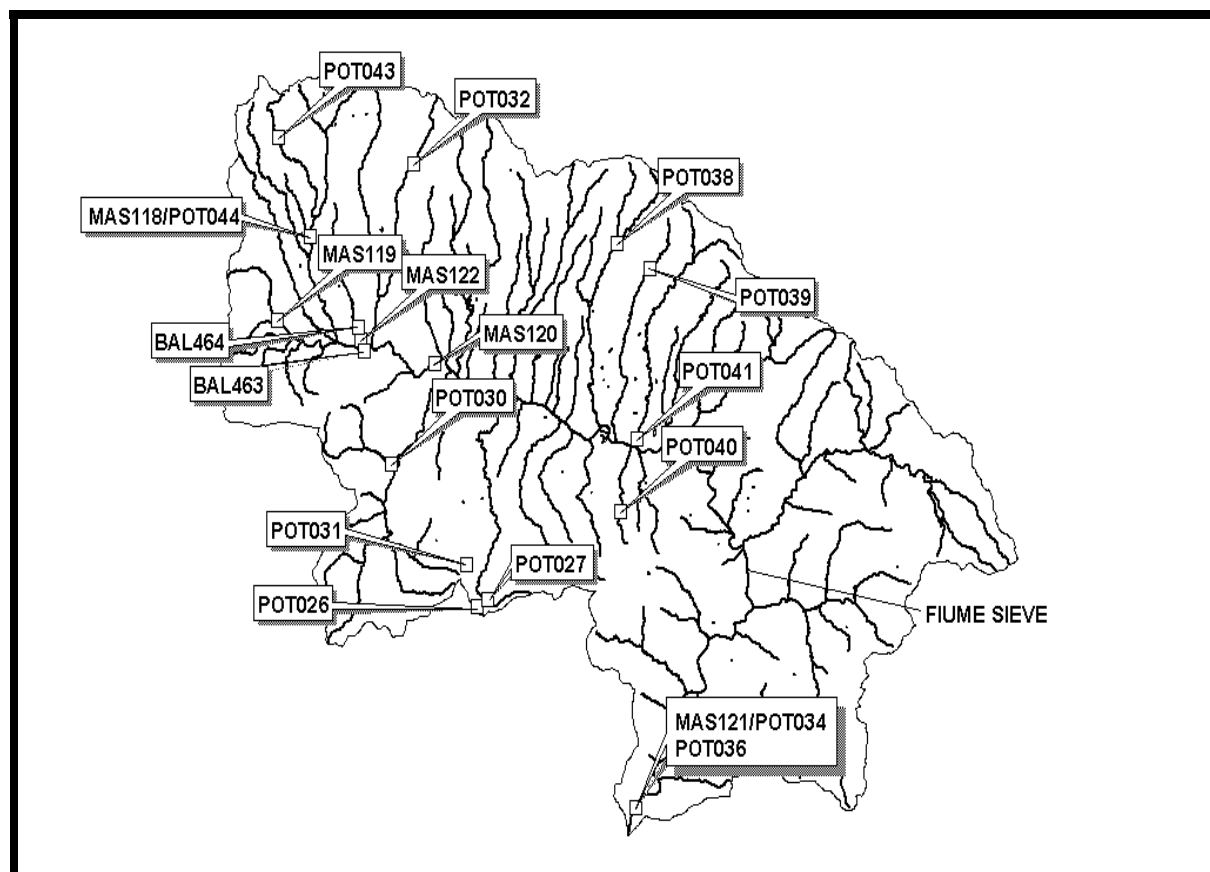 POT043
POT032
POT038
MAS118/POT044
MAS119
MAS122
POT039
BAL464
MAS120
BAL463
POT041
POT030
POT040
POT031
POT027
POT026
FIUME SIEVE
MAS121/POT034
POT036